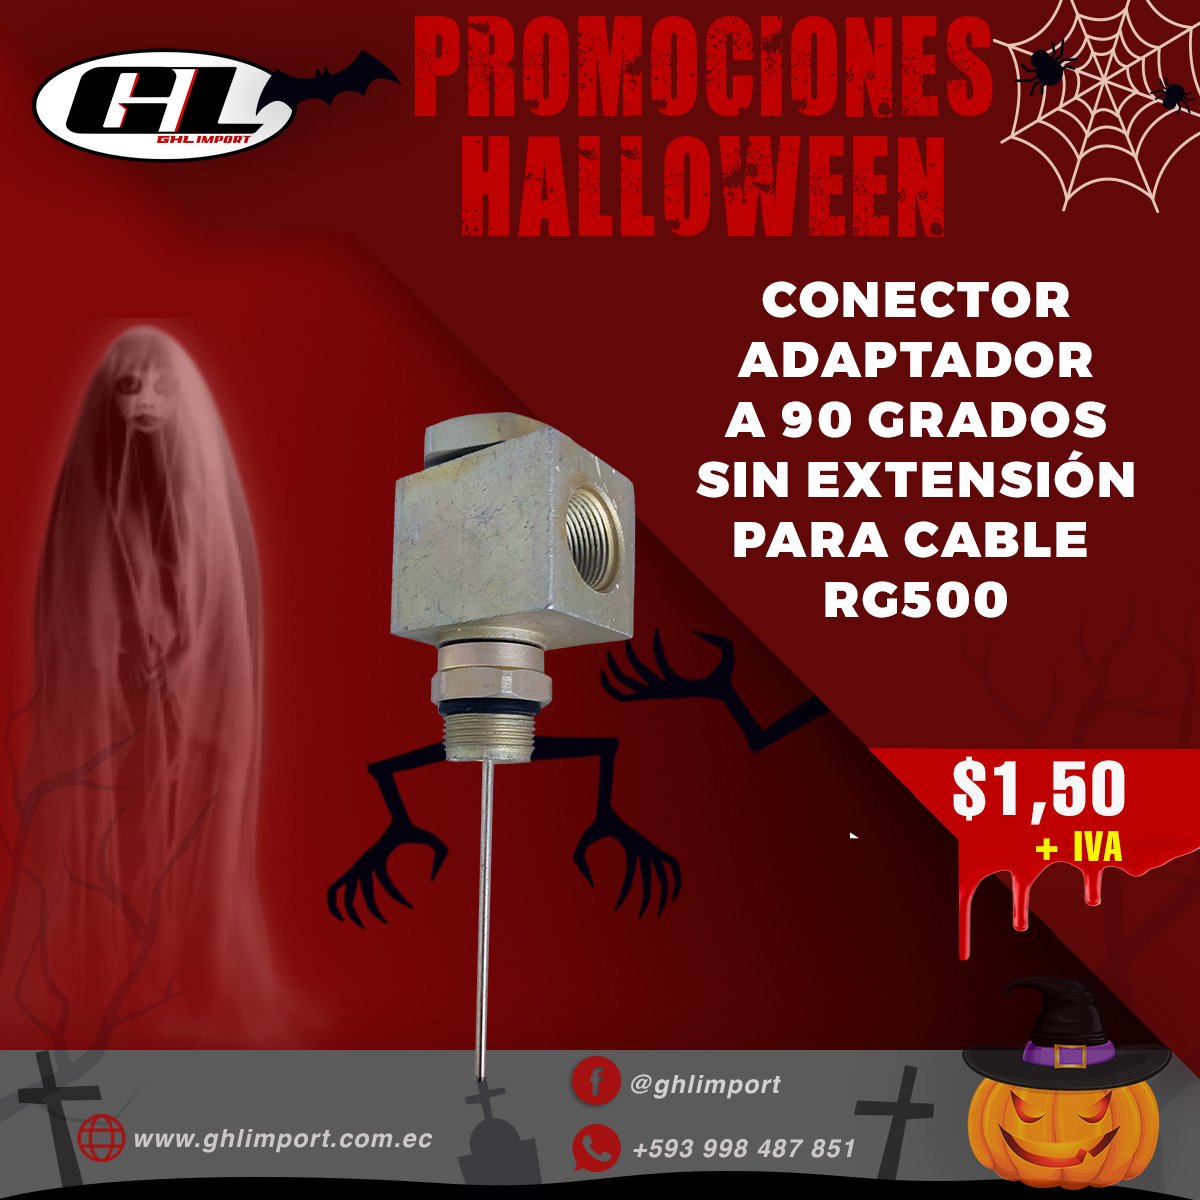 GHL
GHL IMPORT
PROMOCIONES
HALLOWEEN
CONECTOR
ADAPTADOR
A 90 GRADOS
SIN EXTENSIÓN
PARA CABLE
RG500
$1,50
+ IVA
@ghlimport
www.ghlimport.com.ec
+593 998 487 851